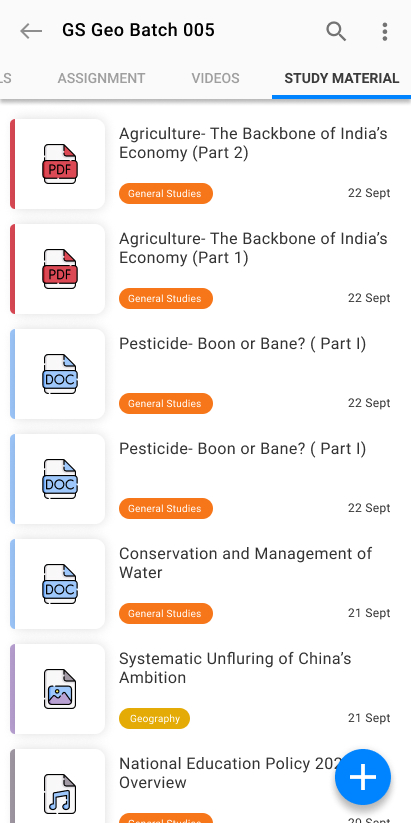 GS Geo Batch 005
LS ASSIGNMENT VIDEOS STUDY MATERIAL
PDF
Agriculture- The Backbone of India’s
Economy (Part 2)
General Studies 22 Sept
PDF
Agriculture- The Backbone of India’s
Economy (Part 1)
General Studies 22 Sept
DOC
Pesticide- Boon or Bane? ( Part I)
General Studies 22 Sept
DOC
Pesticide- Boon or Bane? ( Part I)
General Studies 22 Sept
DOC
Conservation and Management of
Water
General Studies 21 Sept
Systematic Unfluring of China’s
Ambition
Geography 21 Sept
National Education Policy 202
Overview
General Studies 20 Sept